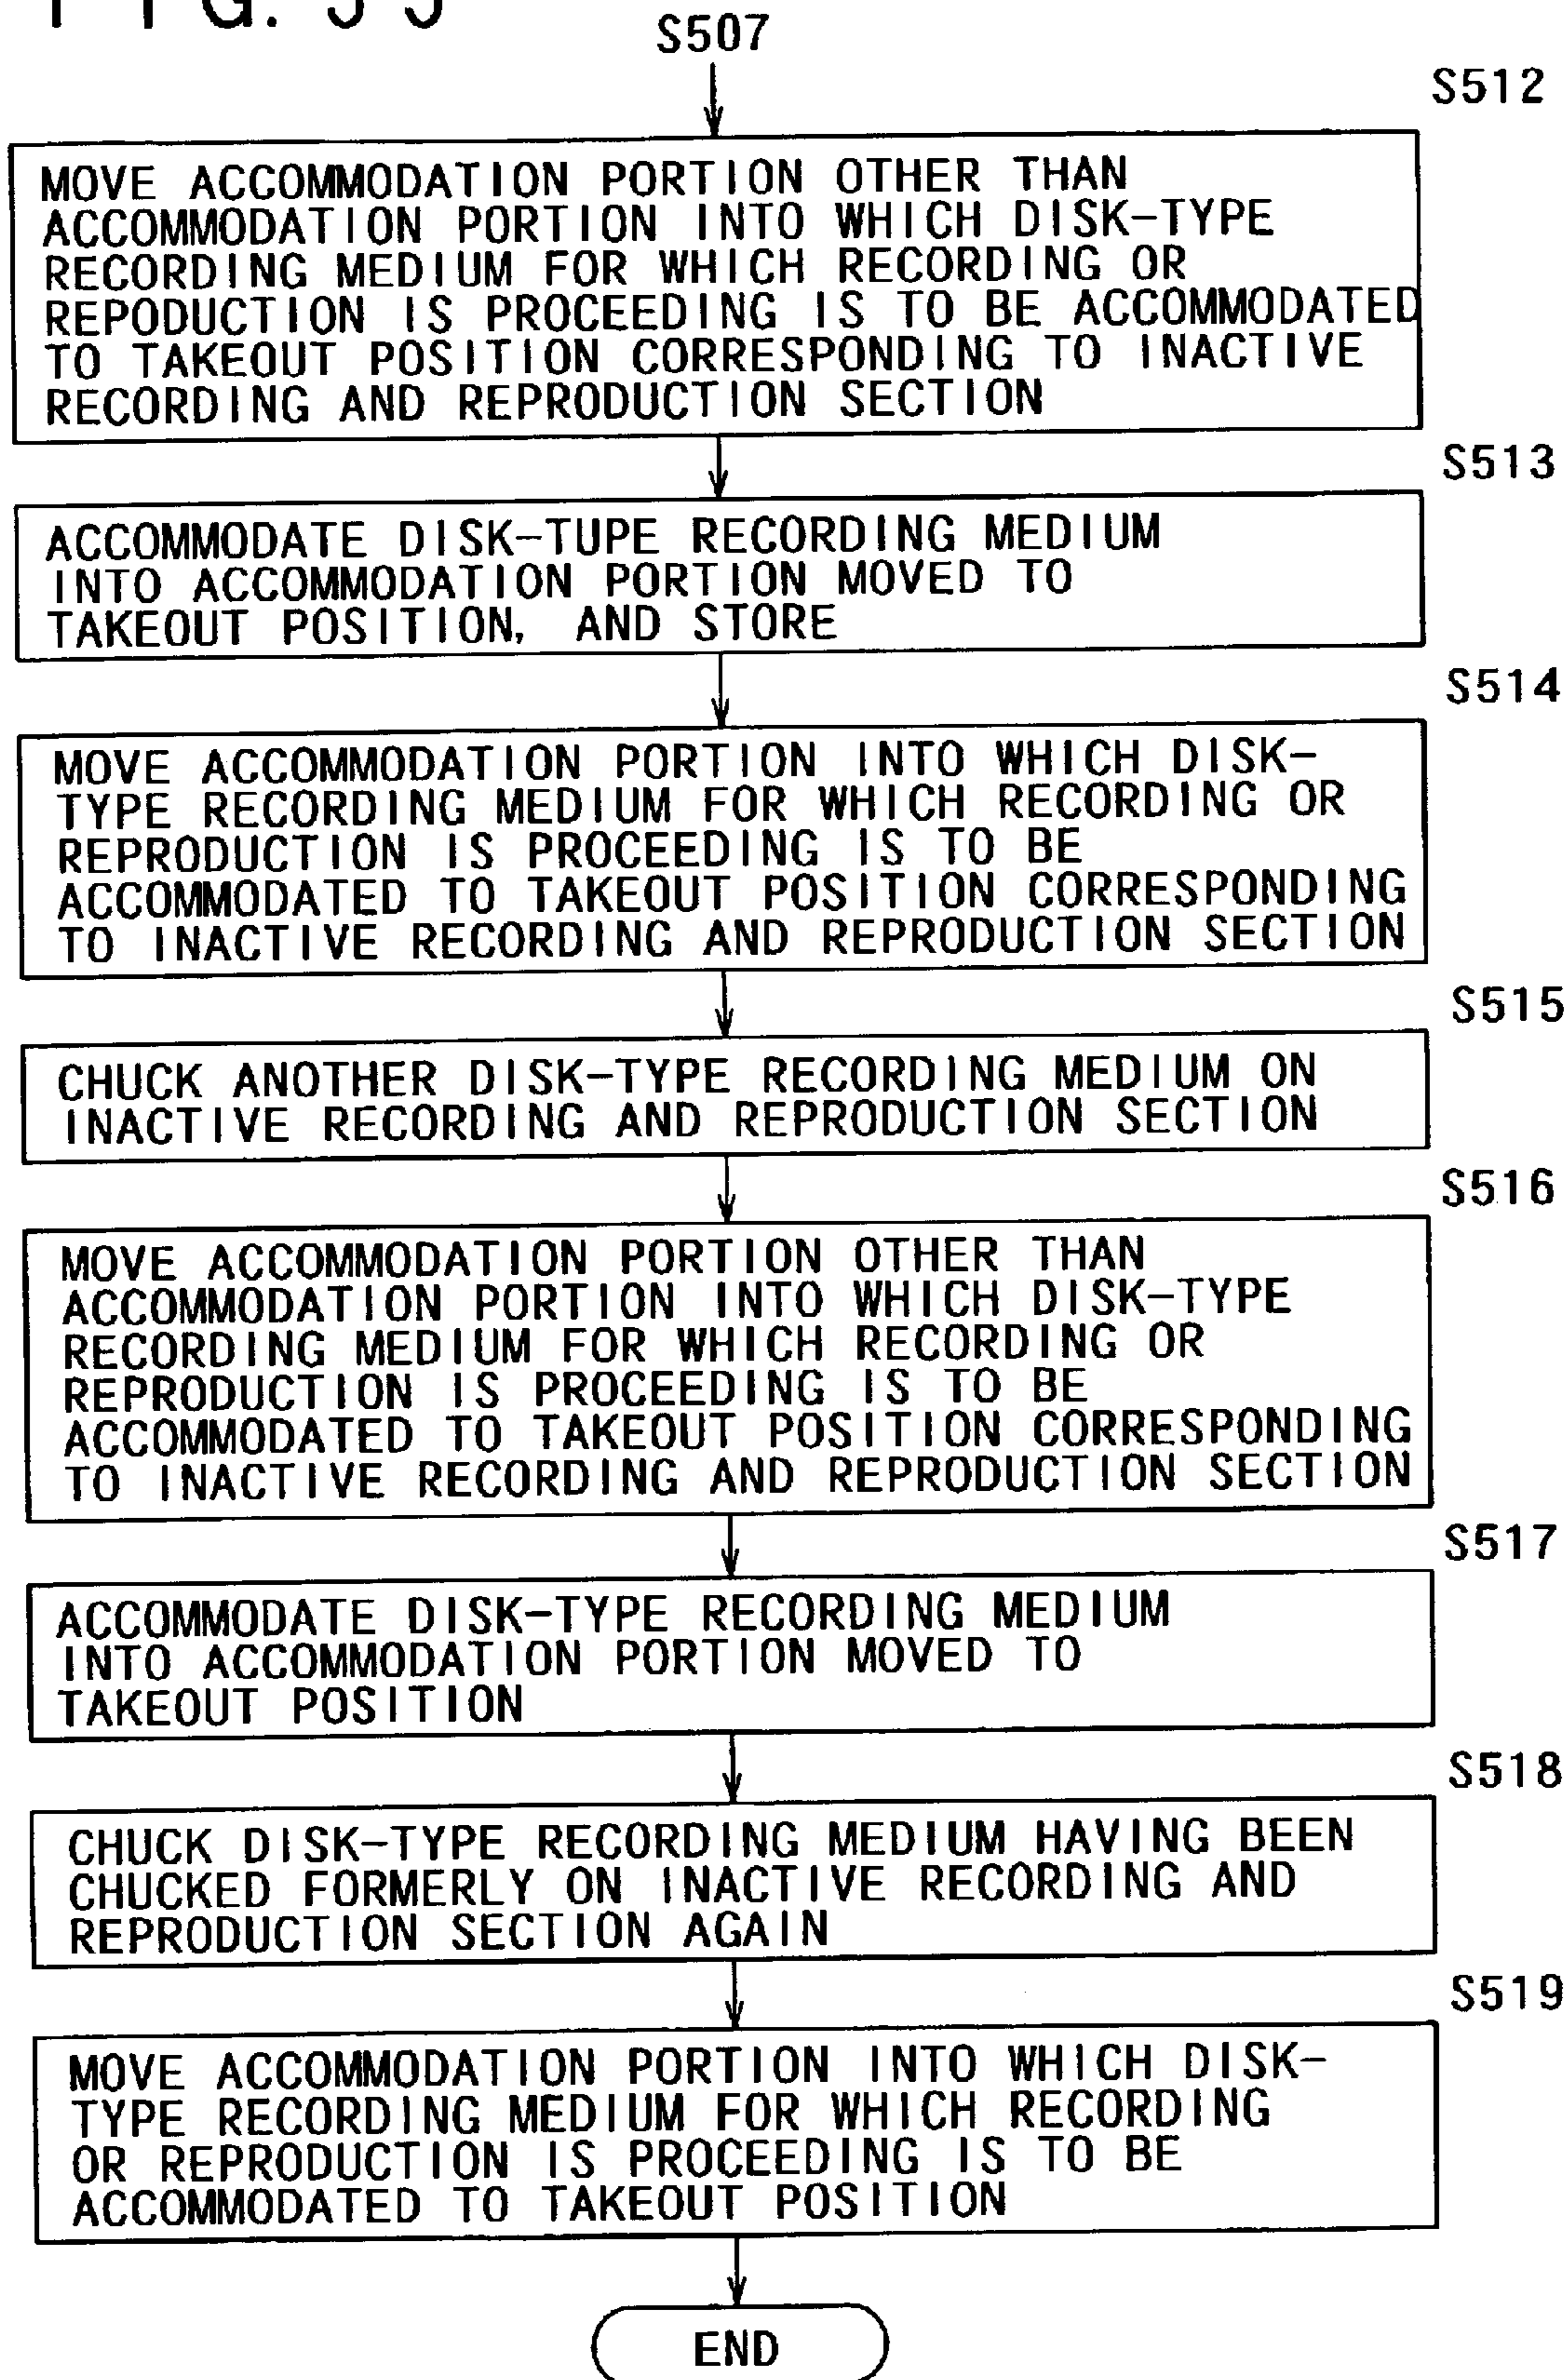 FIG.
S507
S512
MOVE ACCOMMODATION PORTION OTHER THAN
ACCOMMODATION PORTION INTO WHICH DISK-TYPE
RECORDING MEDIUM FOR WHICH RECORDING OR
REPODUCTION IS PROCEEDING IS TO BE ACCOMMODATED
TO TAKEOUT POSITION CORRESPONDING TO INACTIVE
RECORDING AND REPRODUCTION SECTION
S513
ACCOMMODATE DISK-TUPE RECORDING MEDIUM
INTO ACCOMMODATION PORTION MOVED TO
TAKEOUT POSITION, AND STORE
S514
MOVE ACCOMMODATION PORTION INTO WHICH DISK-
TYPE RECORDING MEDIUM FOR WHICH RECORDING OR
REPRODUCTION IS PROCEEDING IS TO BE
ACCOMMODATED TO TAKEOUT POSITION CORRESPONDING
TO INACTIVE RECORDING AND REPRODUCTION SECTION
S515
CHUCK ANOTHER DISK-TYPE RECORDING MEDIUM ON
INACTIVE RECORDING AND REPRODUCTION SECTION
S516
MOVE ACCOMMODATION PORTION OTHER THAN
ACCOMMODATION PORTION INTO WHICH DISK-TYPE
RECORDING MEDIUM FOR WHICH RECORDING OR
REPRODUCTION IS PROCEEDING IS TO BE
ACCOMMODATED TO TAKEOUT POSITION CORRESPONDING
TO INACTIVE RECORDING AND REPRODUCTION SECTION
S517
ACCOMMODATE DISK-TYPE RECORDING MEDIUM
INTO ACCOMMODATION PORTION MOVED TO
TAKEOUT POSITION
S518
CHUCK DISK-TYPE RECORDING MEDIUM HAVING BEEN
CHUCKED FORMERLY ON INACTIVE RECORDING AND
REPRODUCTION SECTION AGAIN
S519
MOVE ACCOMMODATION PORTION INTO WHICH DISK-
TYPE RECORDING MEDIUM FOR WHICH RECORDING
OR REPRODUCTION IS PROCEEDING IS TO BE
ACCOMMODATED TO TAKEOUT POSITION
END